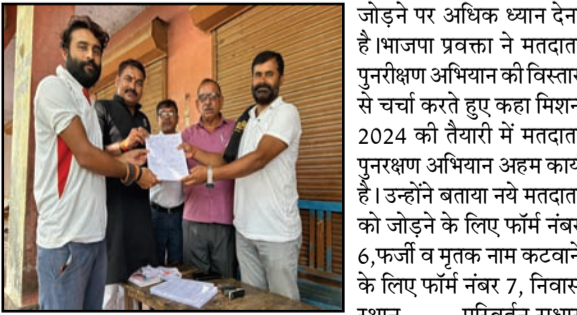 जोड़ने पर अधिक ध्यान देन
है ।भाजपा प्रवक्ता ने मतदात
पुनरीक्षण अभियान की विस्तार
से चर्चा करते हुए कहा मिशन
2024 की तैयारी में मतदात
पुनरक्षण अभियान अहम कार्य
है। उन्होंने बताया नये मतदात
को जोड़ने के लिए फॉर्म नंबर
6,फर्जी व मृतक नाम कटवाने
के लिए फॉर्म नंबर 7, निवास